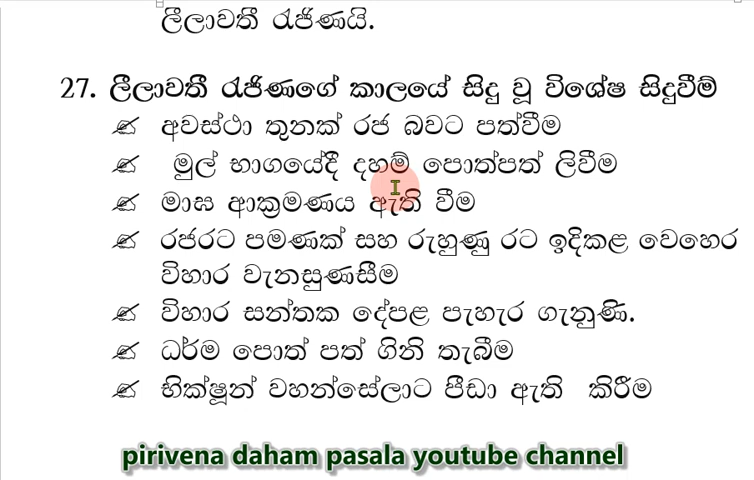 ලීලාවතී රැජිණයි.
27. ලීලාවතී රැජිණගේ කාලයේ සිදු වූ විශේෂ සිදුවීම්
අවස්ථා තුනක් රජ බවට පත්වීම
මුල් භාගයේදී දහම් පොත්පත් ලිවීම
මාඝ ආක්‍රමණය ඇති වීම
රජරට පමණක් සහ රුහුණු රට ඉදිකළ වෙහෙර
විහාර වැනසුණසීම
විහාර සන්තක දේපළ පැහැර ගැනුණි.
ධර්ම පොත් පත් ගිනි තැබීම
භික්ෂූන් වහන්සේලාට පීඩා ඇති කිරීම
pirivena daham pasala youtube channel